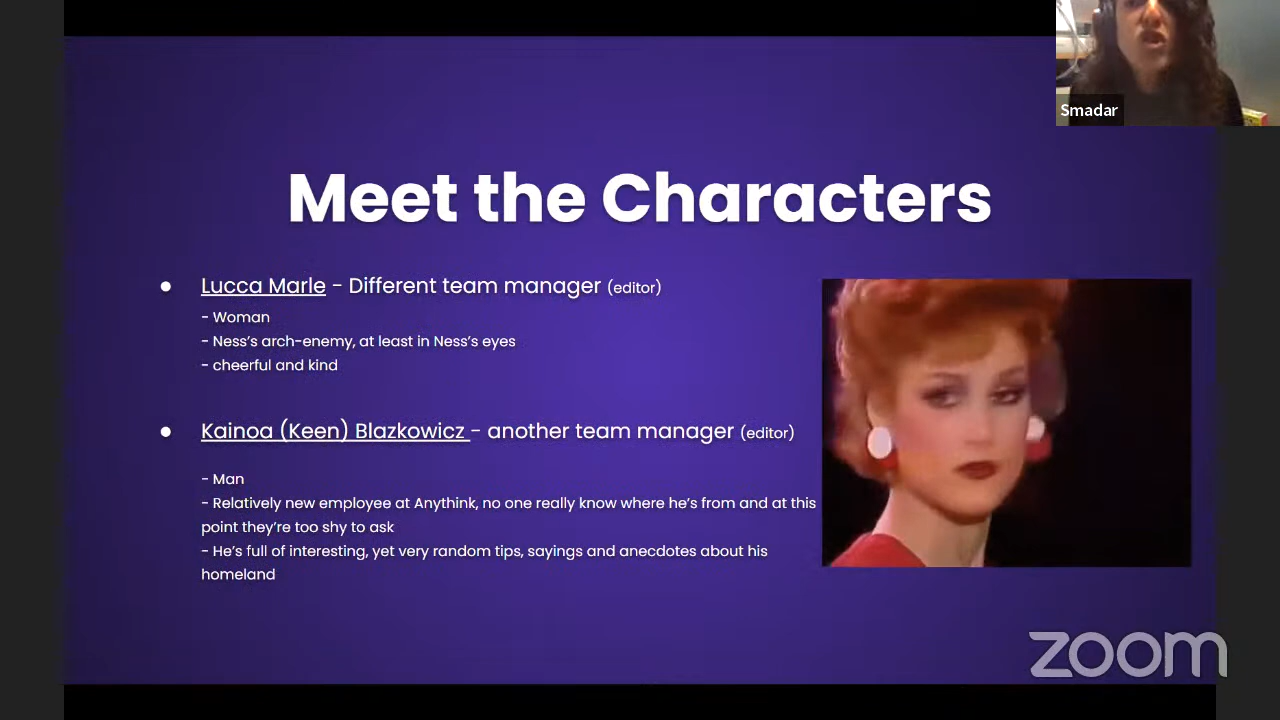 Smadar
Meet the Characters
● Lucca Marle - Different team manager (editor)
- Woman
- Ness's arch-enemy, at least in Ness's eyes
- cheerful and kind
● Kainoa (Keen) Blazkowicz - another team manager (editor)
- Man
- Relatively new employee at Anythink, no one really know where he's from and at this
point they're too shy to ask
- He's full of interesting, yet very random tips, sayings and anecdotes about his
homeland
zoom